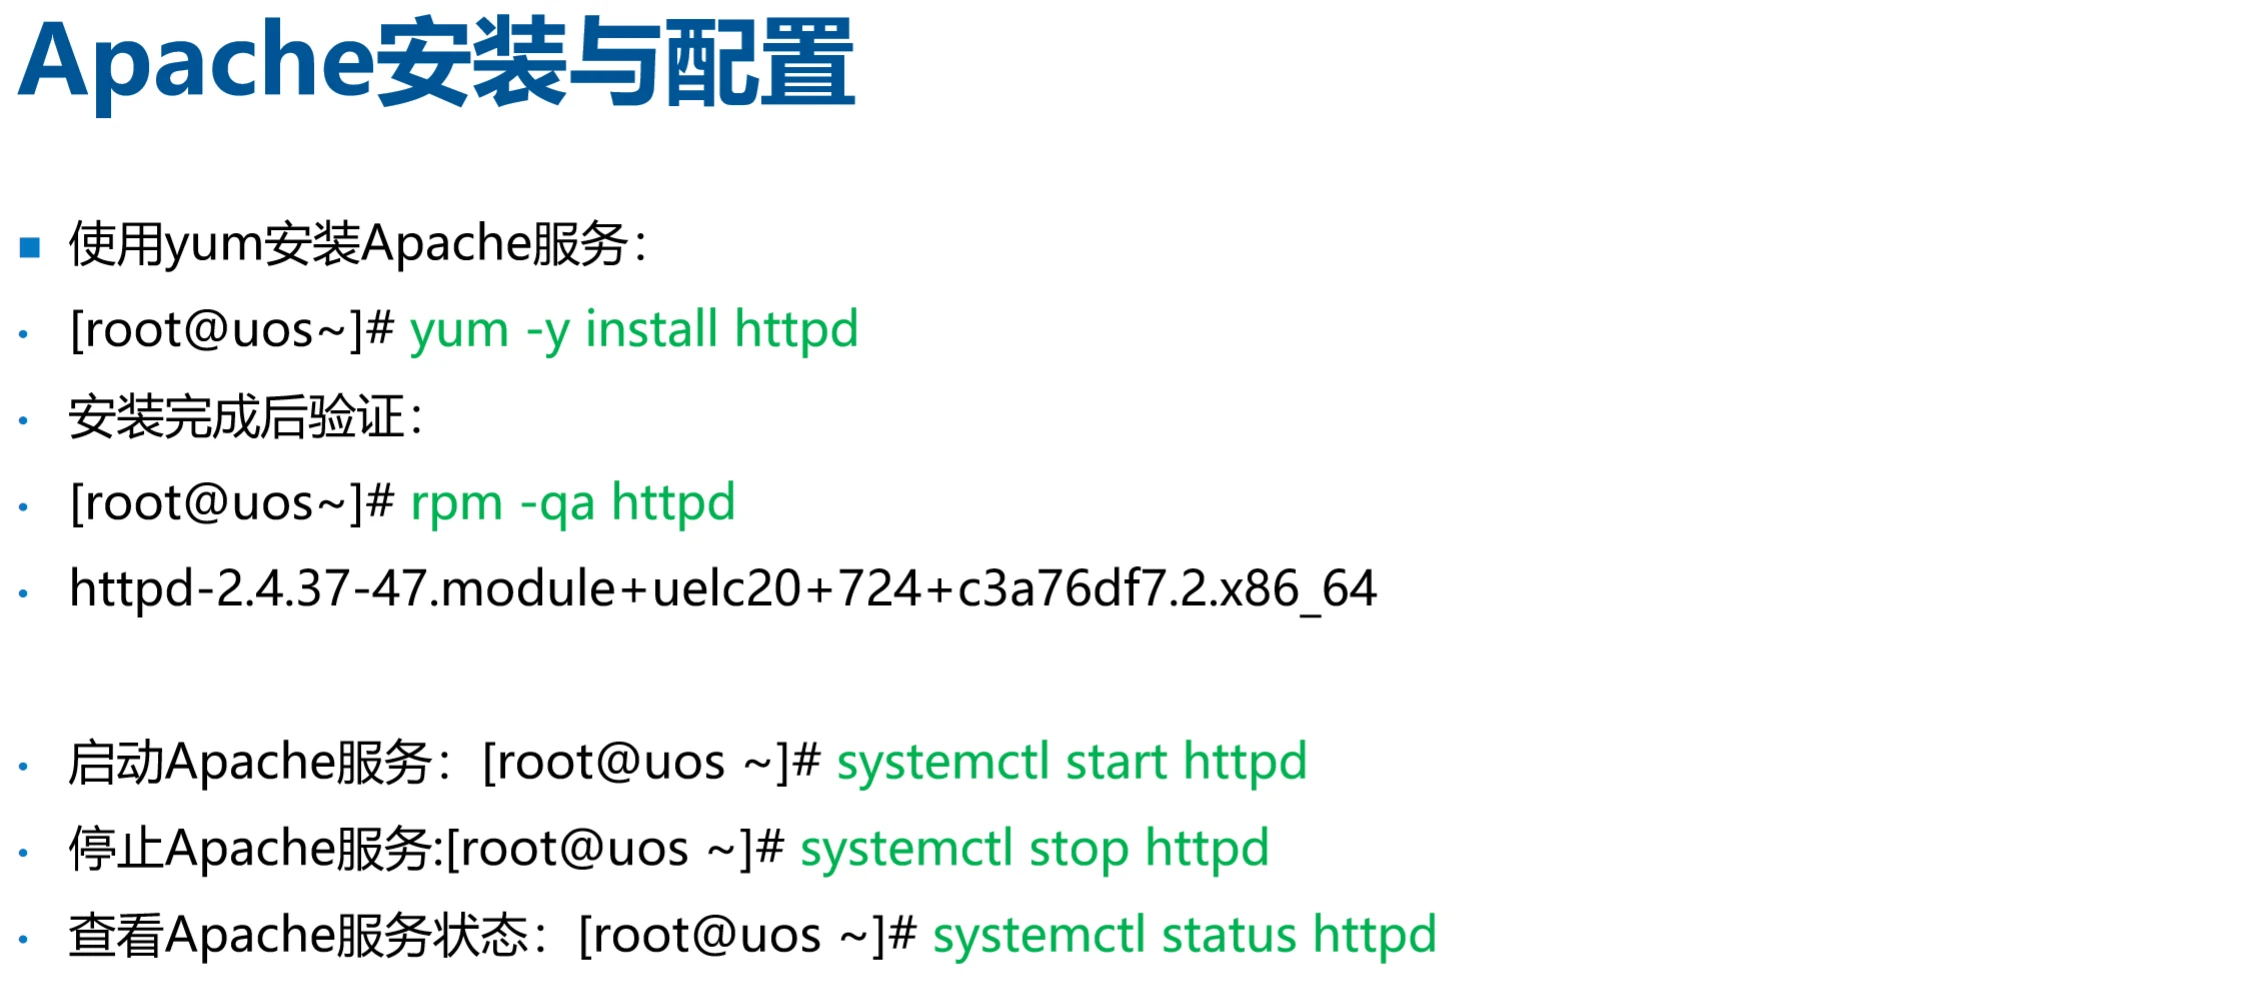 Apache安装与配置
使用yum安装Apache服务：
[root@uos~]# yum -y install httpd
安装完成后验证：
[root@uos~]# rpm -qa httpd
httpd-2.4.37-47.module+uelc20+724+c3a76df7.2.x86_64
启动Apache服务：[root@uos ~]# systemctl start httpd
停止Apache服务:[root@uos ~]# systemctl stop httpd
查看Apache服务状态：[root@uos ~]# systemctl status httpd